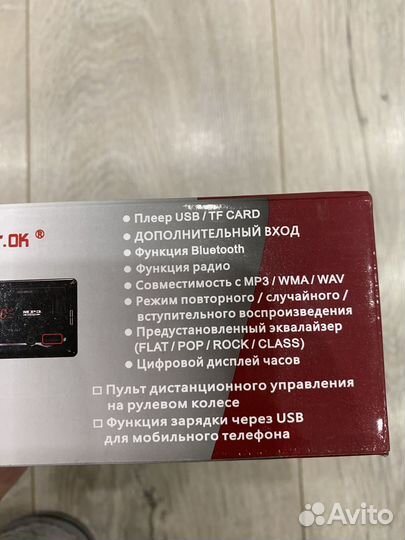 .OK ®
• Плеер USB / TF CARD
• ДОПОЛНИТЕЛЬНЫЙ ВХОД
• Функция Bluetooth
• Функция радио
• Совместимость с MP3 / WMA / WAV
• Режим повторного / случайного /
вступительного воспроизведения
• Предустановленный эквалайзер
(FLAT / POP / ROCK / CLASS)
• Цифровой дисплей часов
□ Пульт дистанционного управления
на рулевом колесе
□ Функция зарядки через USB
для мобильного телефона
Avito